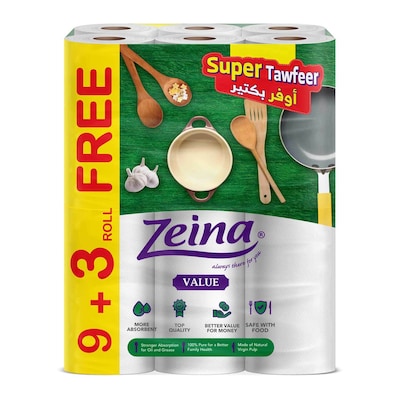 9 + 3 ROLL FREE
Super Tawfeer
أوفر بكتير
Zeina®
always there for you
VALUE
MORE
ABSORBENT
TOP
QUALITY
BETTER VALUE
FOR MONEY
SAFE WITH
FOOD
Stronger Absorption
for Oil and Grease
100% Pure for a Better
Family Health
Made of Natural
Virgin Pulp